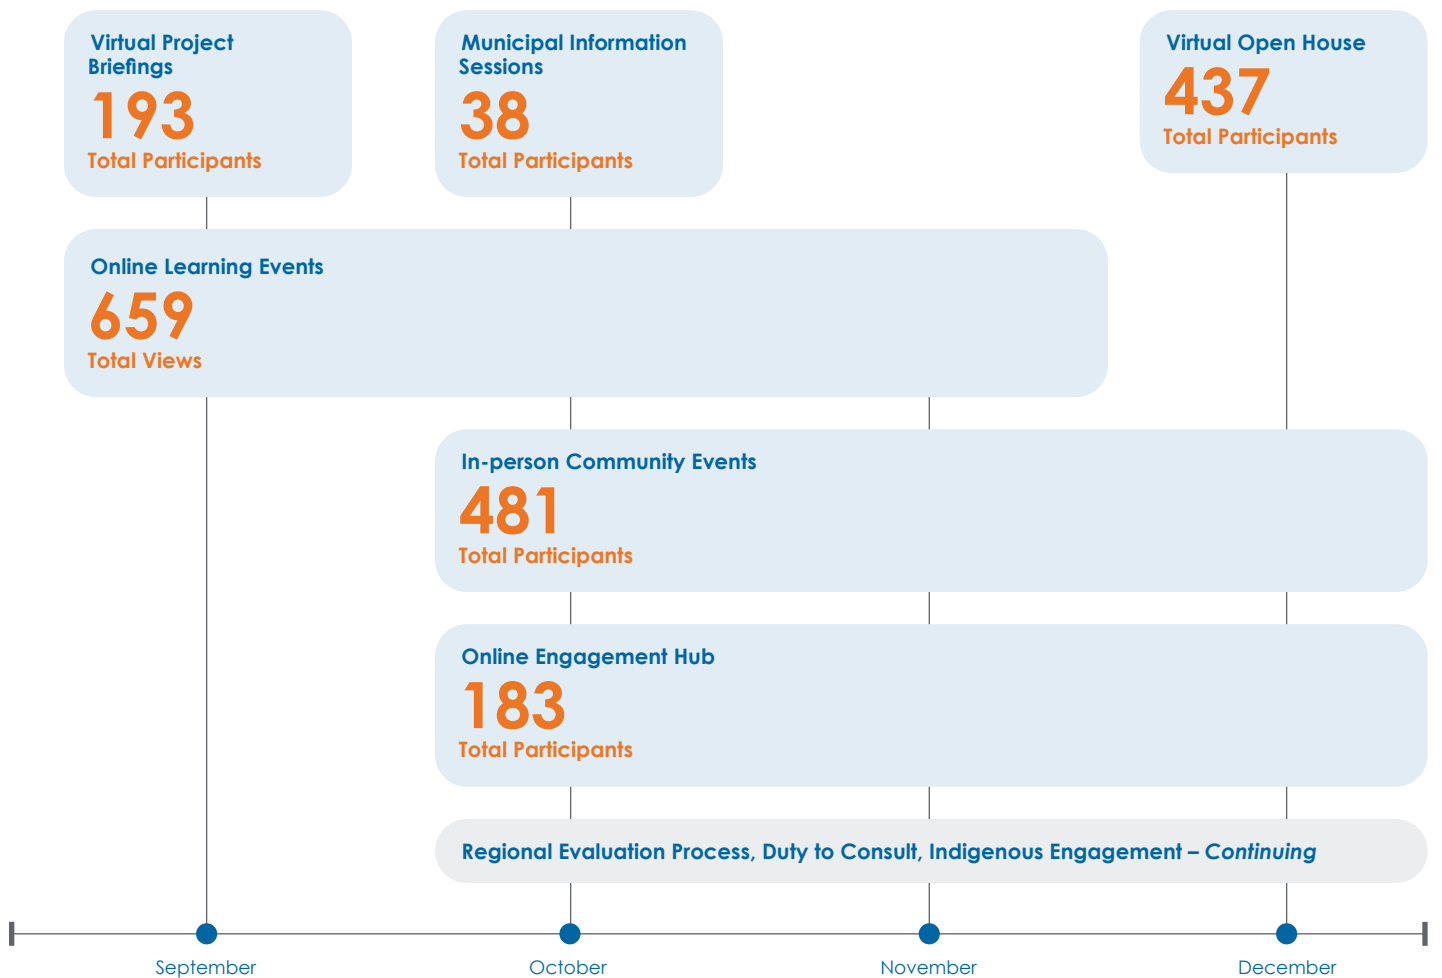 Virtual Project
Briefings
193
Total Participants
Municipal Information
Sessions
38
Total Participants
Virtual Open House
437
Total Participants
Online Learning Events
659
Total Views
In-person Community Events
481
Total Participants
Online Engagement Hub
183
Total Participants
Regional Evaluation Process, Duty to Consult, Indigenous Engagement – Continuing
September
October
November
December